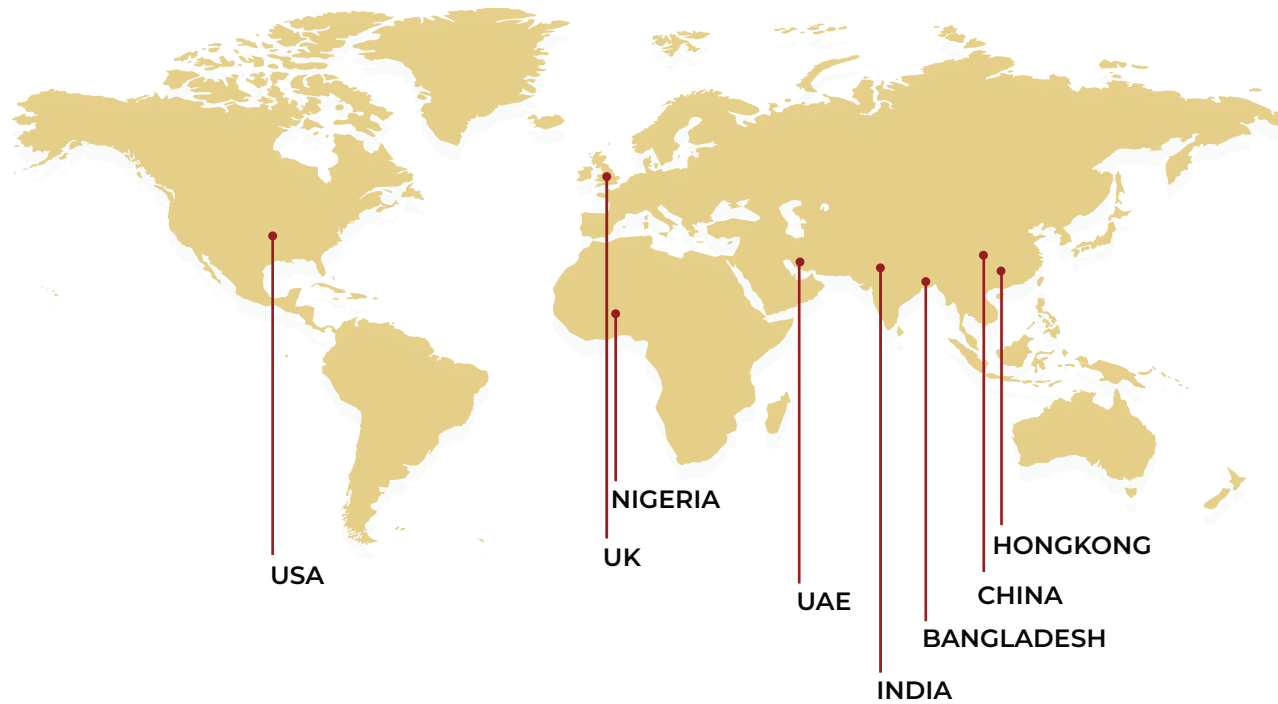 NIGERIA
HONGKONG
UK
USA
CHINA
UAE
BANGLADESH
INDIA